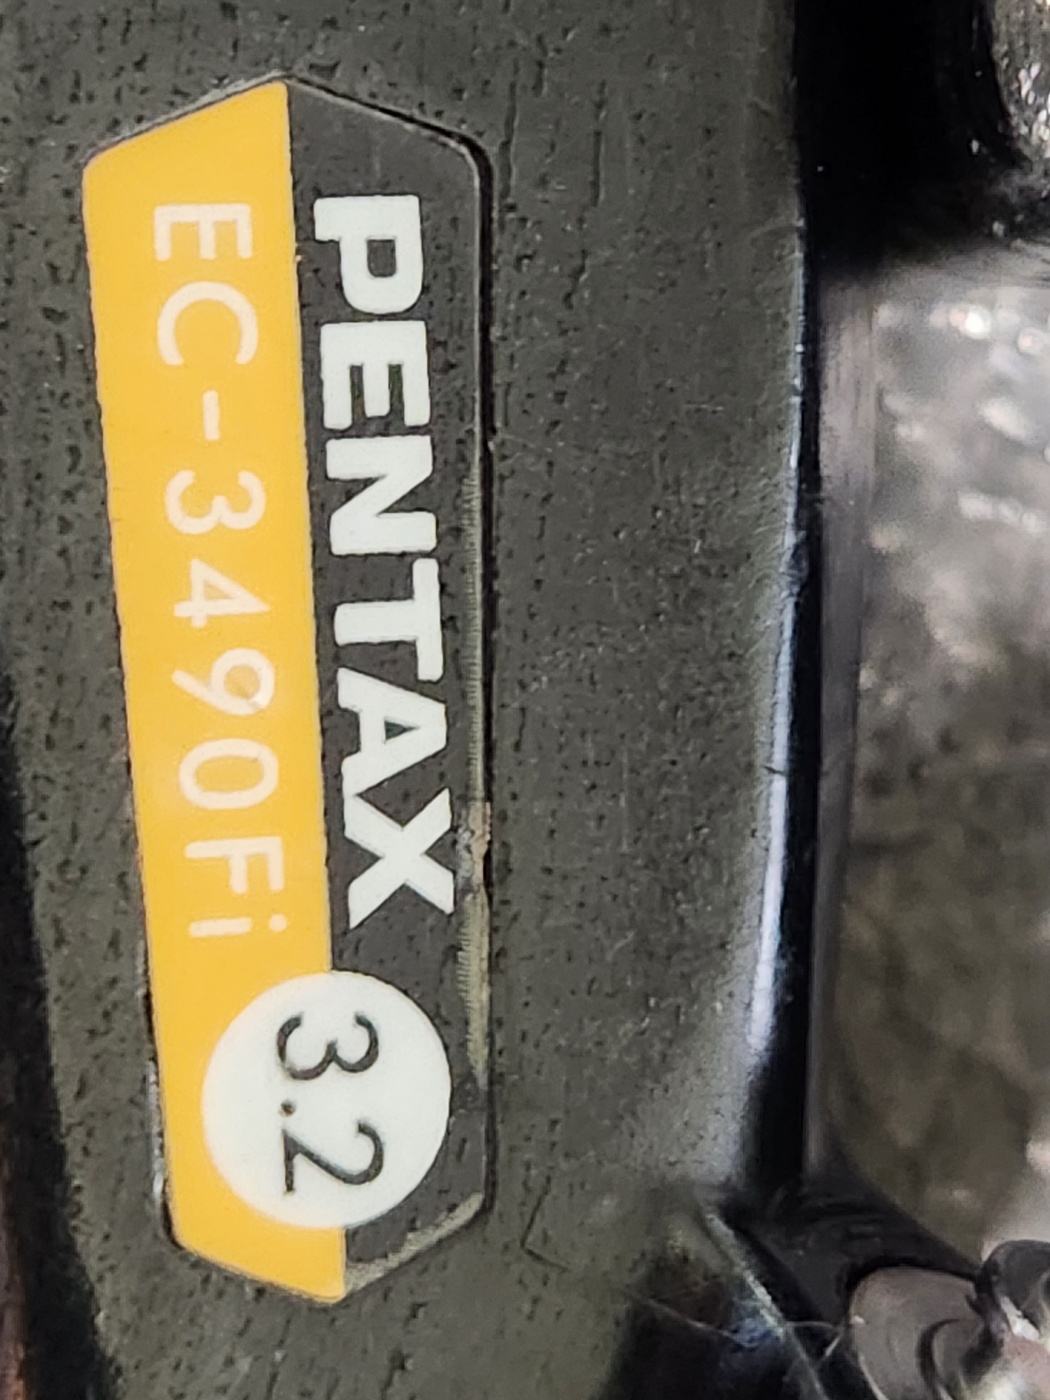 PENTAX
EC-3490Fi
3.2